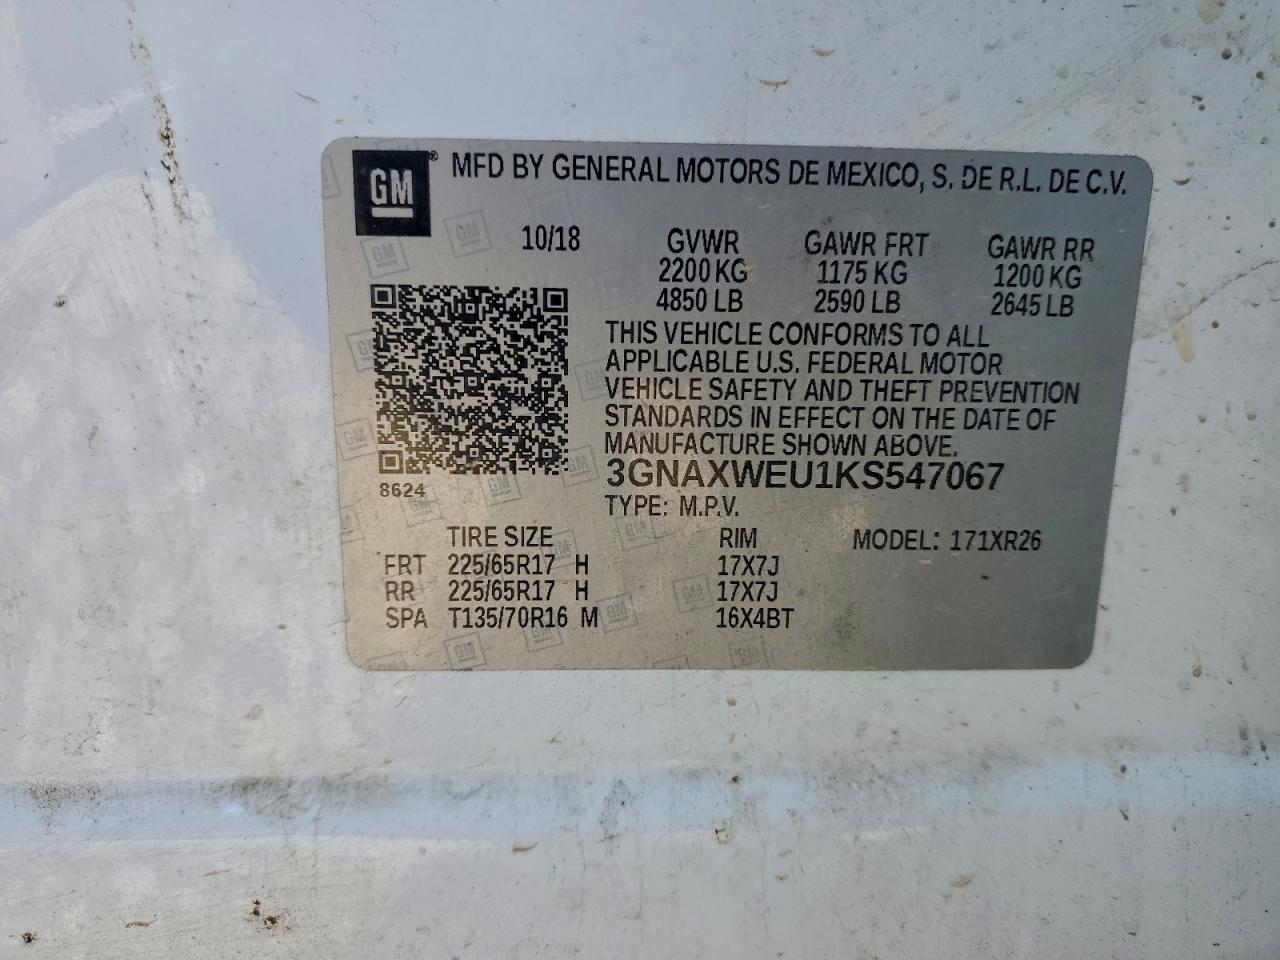 GM® MFD BY GENERAL MOTORS DE MEXICO, S. DE R.L. DE C.V.
10/18 GVWR GAWR FRT GAWR RR
2200 KG 1175 KG 1200 KG
4850 LB 2590 LB 2645 LB
THIS VEHICLE CONFORMS TO ALL
APPLICABLE U.S. FEDERAL MOTOR
VEHICLE SAFETY AND THEFT PREVENTION
STANDARDS IN EFFECT ON THE DATE OF
MANUFACTURE SHOWN ABOVE.
3GNAXWEU1KS547067
8624
TYPE: M.P.V.
TIRE SIZE RIM MODEL: 171XR26
FRT 225/65R17 H 17X7J
RR 225/65R17 H 17X7J
SPA T135/70R16 M 16X4BT